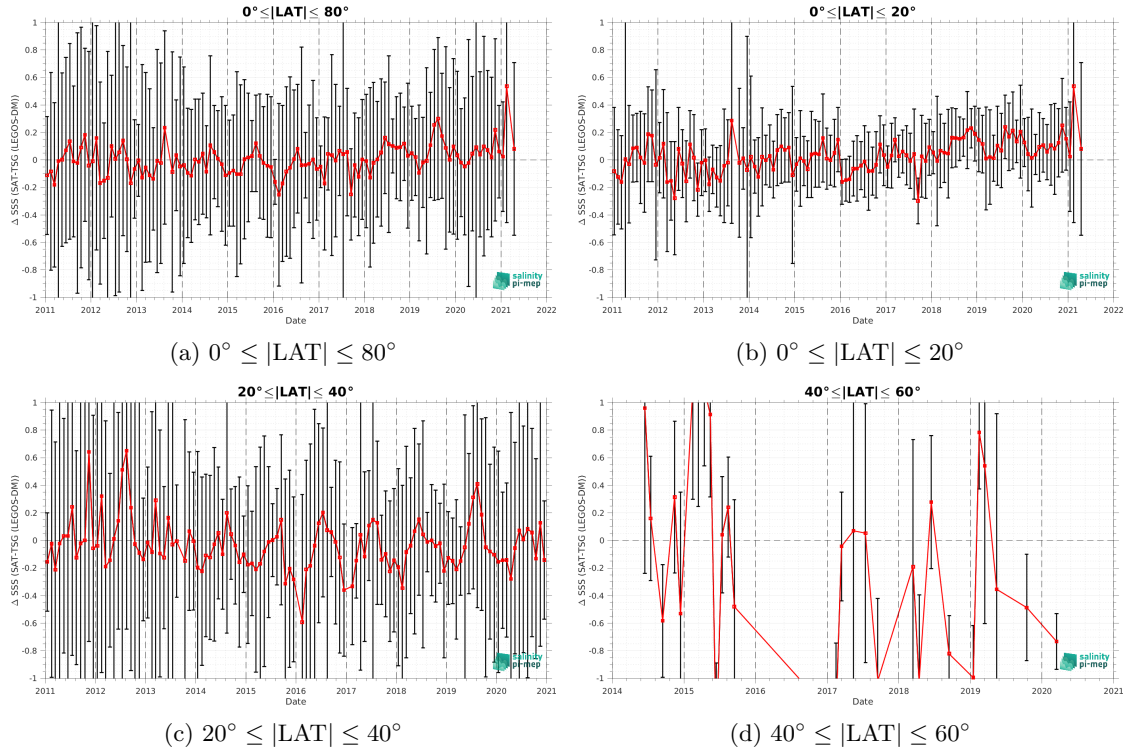 0°≤|LAT|≤ 80°
Δ SSS (SAT-TSG (LEGOS-DM))
1
0.8
0.6
0.4
0.2
0
-0.2
-0.4
-0.6
-0.8
-1
2011 2012 2013 2014 2015 2016 2017 2018 2019 2020 2021 2022
Date
salinity
pi-mep
(a) 0° ≤ |LAT| ≤ 80°
0°≤|LAT|≤ 20°
Δ SSS (SAT-TSG (LEGOS-DM))
1
0.8
0.6
0.4
0.2
0
-0.2
-0.4
-0.6
-0.8
-1
2011 2012 2013 2014 2015 2016 2017 2018 2019 2020 2021 2022
Date
salinity
pi-mep
(b) 0° ≤ |LAT| ≤ 20°
20°≤|LAT|≤ 40°
Δ SSS (SAT-TSG (LEGOS-DM))
1
0.8
0.6
0.4
0.2
0
-0.2
-0.4
-0.6
-0.8
-1
2011 2012 2013 2014 2015 2016 2017 2018 2019 2020 2021
Date
salinity
pi-mep
(c) 20° ≤ |LAT| ≤ 40°
40°≤|LAT|≤ 60°
Δ SSS (SAT-TSG (LEGOS-DM))
1
0.8
0.6
0.4
0.2
0
-0.2
-0.4
-0.6
-0.8
-1
2014 2015 2016 2017 2018 2019 2020 2021
Date
salinity
pi-mep
(d) 40° ≤ |LAT| ≤ 60°